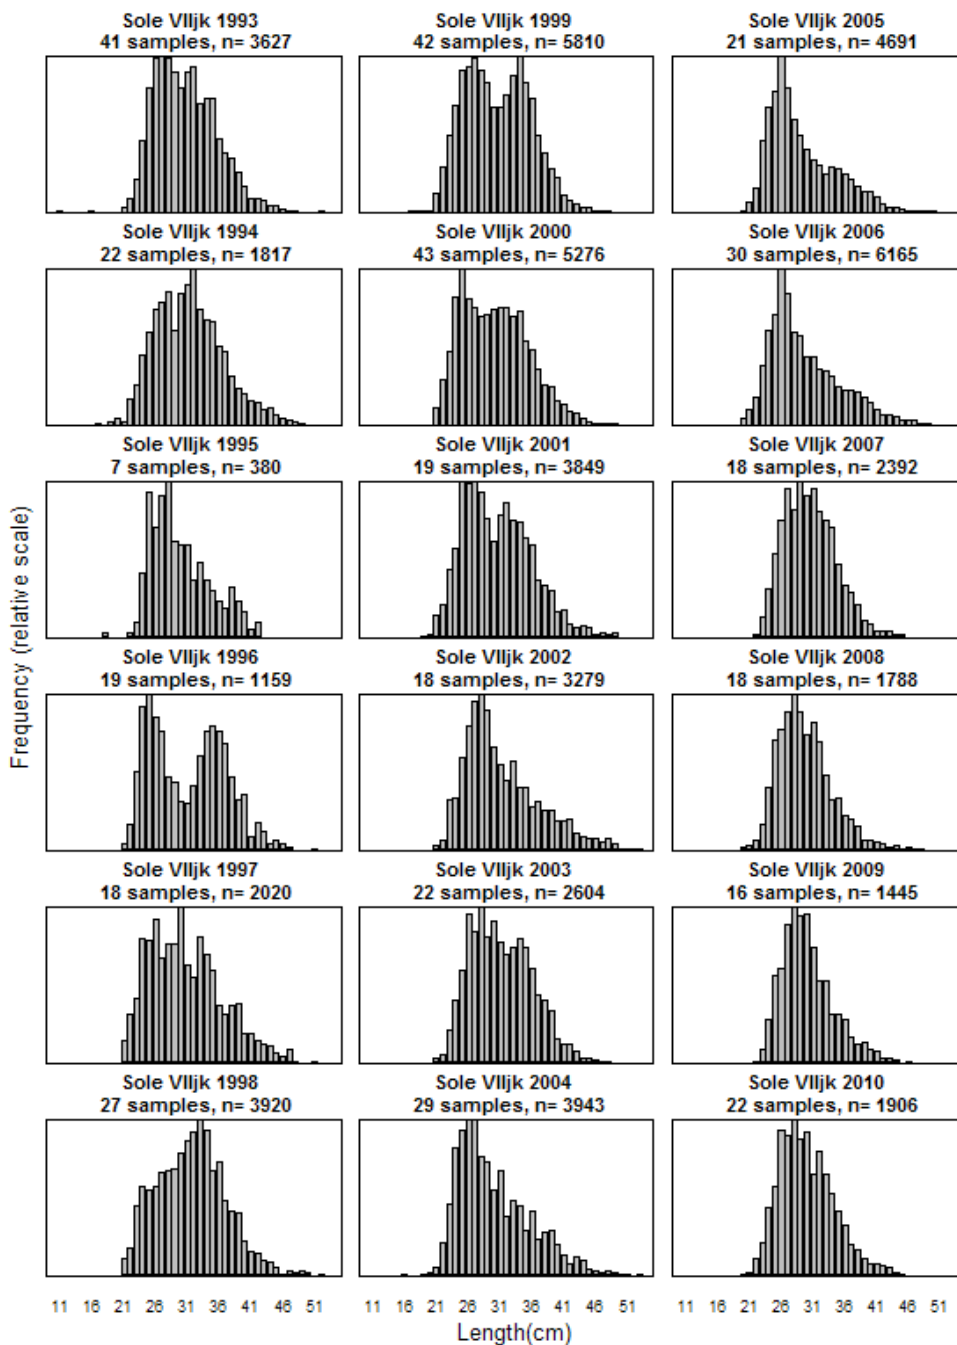 Sole VIIjk 1993
41 samples, n= 3627
Sole VIIjk 1999
42 samples, n= 5810
Sole VIIjk 2005
21 samples, n= 4691
Sole VIIjk 1994
22 samples, n= 1817
Sole VIIjk 2000
43 samples, n= 5276
Sole VIIjk 2006
30 samples, n= 6165
Sole VIIjk 1995
7 samples, n= 380
Sole VIIjk 2001
19 samples, n= 3849
Sole VIIjk 2007
18 samples, n= 2392
Sole VIIjk 1996
19 samples, n= 1159
Sole VIIjk 2002
18 samples, n= 3279
Sole VIIjk 2008
18 samples, n= 1788
Sole VIIjk 1997
18 samples, n= 2020
Sole VIIjk 2003
22 samples, n= 2604
Sole VIIjk 2009
16 samples, n= 1445
Sole VIIjk 1998
27 samples, n= 3920
Sole VIIjk 2004
29 samples, n= 3943
Sole VIIjk 2010
22 samples, n= 1906
Frequency (relative scale)
11 16 21 26 31 36 41 46 51
11 16 21 26 31 36 41 46 51
11 16 21 26 31 36 41 46 51
Length(cm)